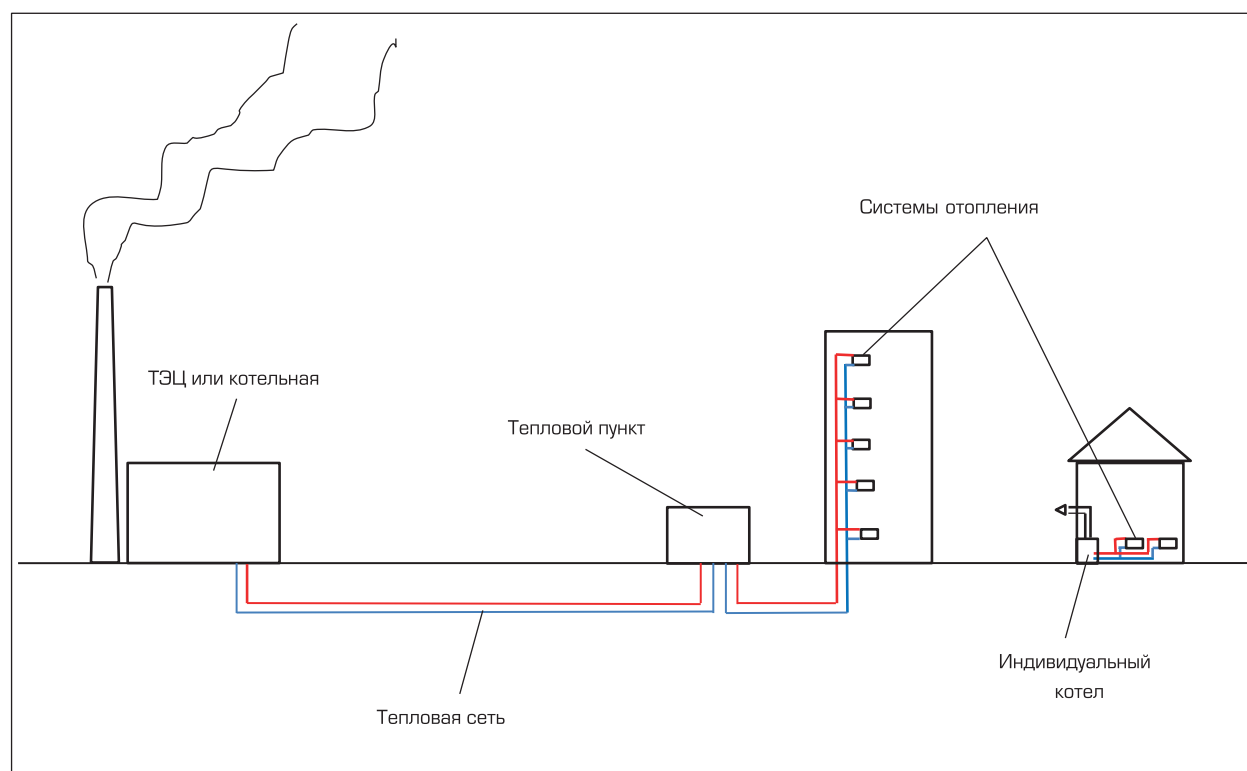 Системы отопления
ТЭЦ или котельная
Тепловой пункт
Индивидуальный
котел
Тепловая сеть